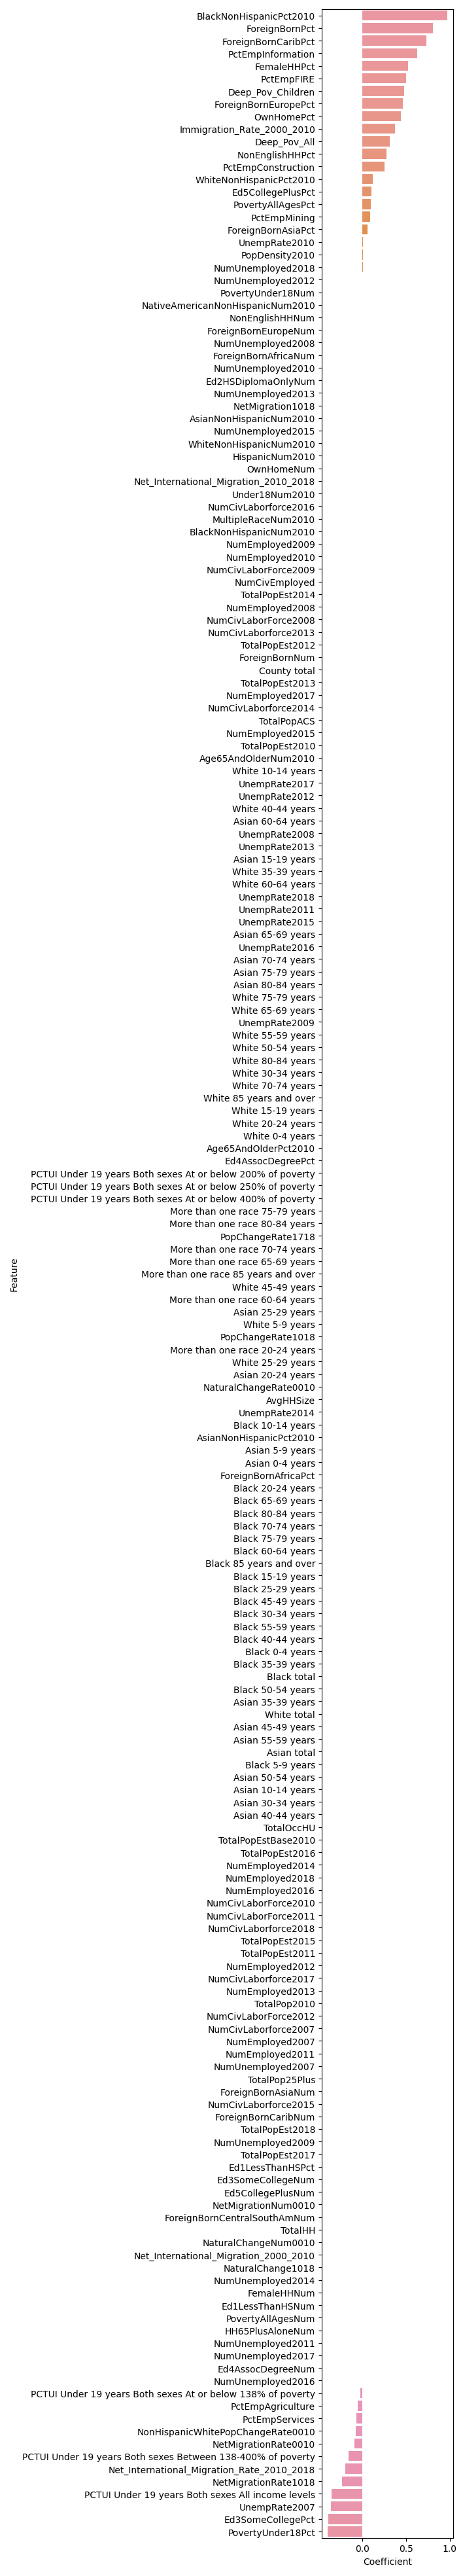 BlackNonHispanicPct2010
ForeignBornPct
ForeignBornCaribPct
PctEmpInformation
FemaleHHPct
PctEmpFIRE
Deep_Pov_Children
ForeignBornEuropePct
OwnHomePct
Immigration_Rate_2000_2010
Deep_Pov_All
NonEnglishHHPct
PctEmpConstruction
WhiteNonHispanicPct2010
Ed5CollegePlusPct
PovertyAllAgesPct
PctEmpMining
ForeignBornAsiaPct
UnempRate2010
PopDensity2010
NumUnemployed2018
NumUnemployed2012
PovertyUnder18Num
NativeAmericanNonHispanicNum2010
NonEnglishHHNum
ForeignBornEuropeNum
NumUnemployed2008
ForeignBornAfricaNum
NumUnemployed2010
Ed2HSDiplomaOnlyNum
NumUnemployed2013
NetMigration1018
AsianNonHispanicNum2010
NumUnemployed2015
WhiteNonHispanicNum2010
HispanicNum2010
OwnHomeNum
Net_International_Migration_2010_2018
Under18Num2010
NumCivLaborforce2016
MultipleRaceNum2010
BlackNonHispanicNum2010
NumEmployed2009
NumEmployed2010
NumCivLaborForce2009
NumCivEmployed
TotalPopEst2014
NumEmployed2008
NumCivLaborForce2008
NumCivLaborforce2013
TotalPopEst2012
ForeignBornNum
County total
TotalPopEst2013
NumEmployed2017
NumCivLaborforce2014
TotalPopACS
NumEmployed2015
TotalPopEst2010
Age65AndOlderNum2010
White 10-14 years
UnempRate2017
UnempRate2012
White 40-44 years
Asian 60-64 years
UnempRate2008
UnempRate2013
Asian 15-19 years
White 35-39 years
White 60-64 years
UnempRate2018
UnempRate2011
UnempRate2015
Asian 65-69 years
UnempRate2016
Asian 70-74 years
Asian 75-79 years
Asian 80-84 years
White 75-79 years
White 65-69 years
UnempRate2009
White 55-59 years
White 50-54 years
White 80-84 years
White 30-34 years
White 70-74 years
White 85 years and over
White 15-19 years
White 20-24 years
White 0-4 years
Age65AndOlderPct2010
Ed4AssocDegreePct
PCTUI Under 19 years Both sexes At or below 200% of poverty
PCTUI Under 19 years Both sexes At or below 250% of poverty
PCTUI Under 19 years Both sexes At or below 400% of poverty
More than one race 75-79 years
More than one race 80-84 years
PopChangeRate1718
More than one race 70-74 years
More than one race 65-69 years
More than one race 85 years and over
White 45-49 years
More than one race 60-64 years
Asian 25-29 years
White 5-9 years
PopChangeRate1018
More than one race 20-24 years
White 25-29 years
Asian 20-24 years
NaturalChangeRate0010
AvgHHSize
UnempRate2014
Black 10-14 years
AsianNonHispanicPct2010
Asian 5-9 years
Asian 0-4 years
ForeignBornAfricaPct
Black 20-24 years
Black 65-69 years
Black 80-84 years
Black 70-74 years
Black 75-79 years
Black 60-64 years
Black 85 years and over
Black 15-19 years
Black 25-29 years
Black 45-49 years
Black 30-34 years
Black 55-59 years
Black 40-44 years
Black 0-4 years
Black 35-39 years
Black total
Black 50-54 years
Asian 35-39 years
White total
Asian 45-49 years
Asian 55-59 years
Asian total
Black 5-9 years
Asian 50-54 years
Asian 10-14 years
Asian 30-34 years
Asian 40-44 years
TotalOccHU
TotalPopEstBase2010
TotalPopEst2016
NumEmployed2014
NumEmployed2018
NumEmployed2016
NumCivLaborForce2010
NumCivLaborForce2011
NumCivLaborforce2018
TotalPopEst2015
TotalPopEst2011
NumEmployed2012
NumCivLaborforce2017
NumEmployed2013
TotalPop2010
NumCivLaborForce2012
NumCivLaborforce2007
NumEmployed2007
NumEmployed2011
NumUnemployed2007
TotalPop25Plus
ForeignBornAsiaNum
NumCivLaborforce2015
ForeignBornCaribNum
TotalPopEst2018
NumUnemployed2009
TotalPopEst2017
Ed1LessThanHSPct
Ed3SomeCollegeNum
Ed5CollegePlusNum
NetMigrationNum0010
ForeignBornCentralSouthAmNum
TotalHH
NaturalChangeNum0010
Net_International_Migration_2000_2010
NaturalChange1018
NumUnemployed2014
FemaleHHNum
Ed1LessThanHSNum
PovertyAllAgesNum
HH65PlusAloneNum
NumUnemployed2011
NumUnemployed2017
Ed4AssocDegreeNum
NumUnemployed2016
PCTUI Under 19 years Both sexes At or below 138% of poverty
PctEmpAgriculture
PctEmpServices
NonHispanicWhitePopChangeRate0010
NetMigrationRate0010
PCTUI Under 19 years Both sexes Between 138-400% of poverty
Net_International_Migration_Rate_2010_2018
NetMigrationRate1018
PCTUI Under 19 years Both sexes All income levels
UnempRate2007
Ed3SomeCollegePct
PovertyUnder18Pct
Feature
0.0 0.5 1.0
Coefficient